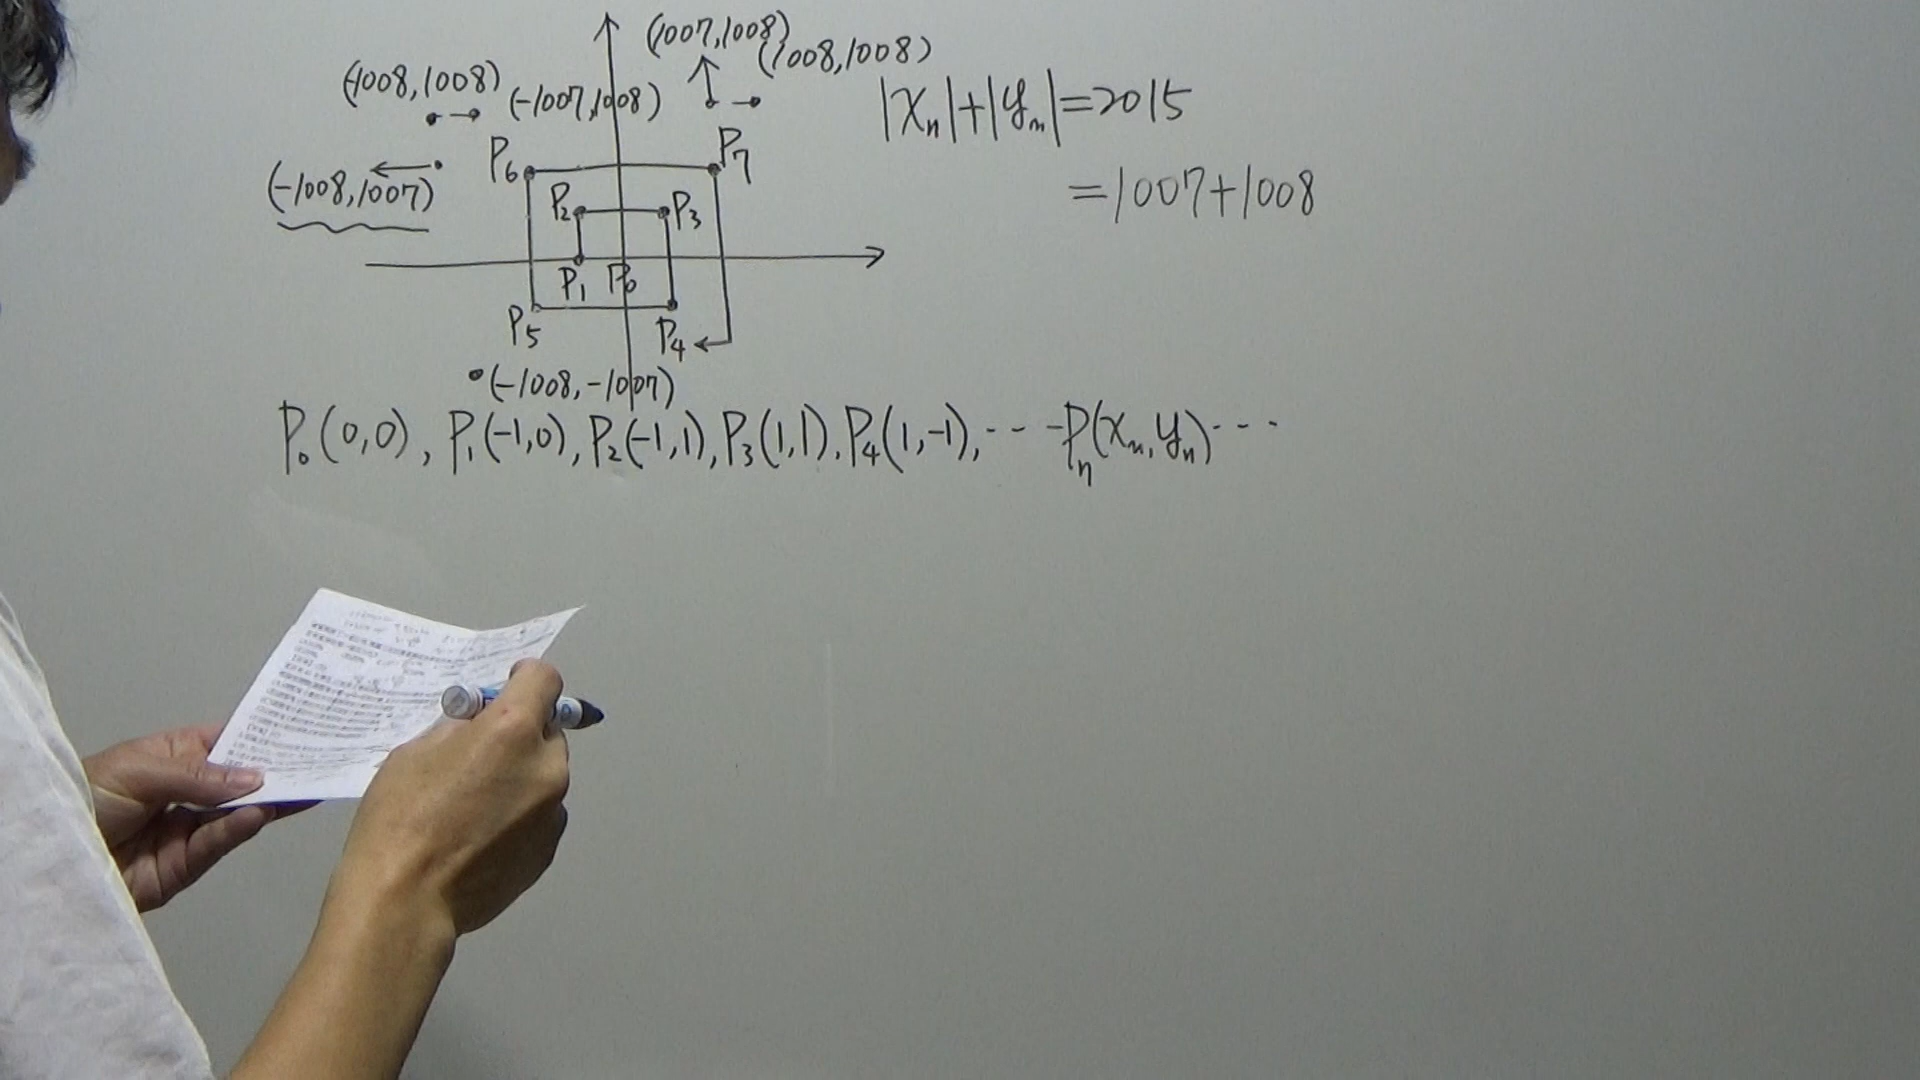 (1007,1008)
(1008,1008)
(-1008,1008)
(-1007,1008)
|xₙ|+|yₙ|=2015
=1007+1008
(-1008,1007)
P₆
P₇
P₂
P₃
P₁
P₀
P₅
P₄
(-1008,-1007)
P₀(0,0), P₁(-1,0), P₂(-1,1), P₃(1,1), P₄(1,-1), --- Pₙ(xₙ,yₙ)---